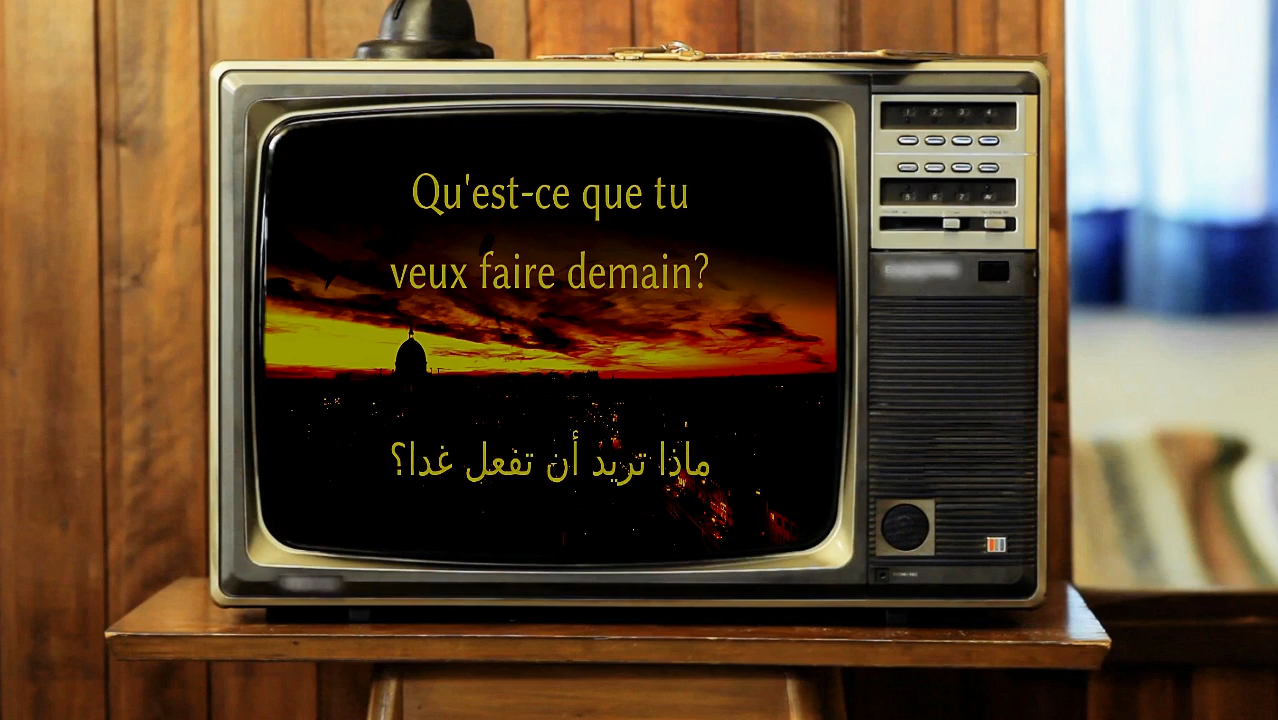 Qu'est-ce que tu
veux faire demain?
ماذا تريد أن تفعل غدا؟